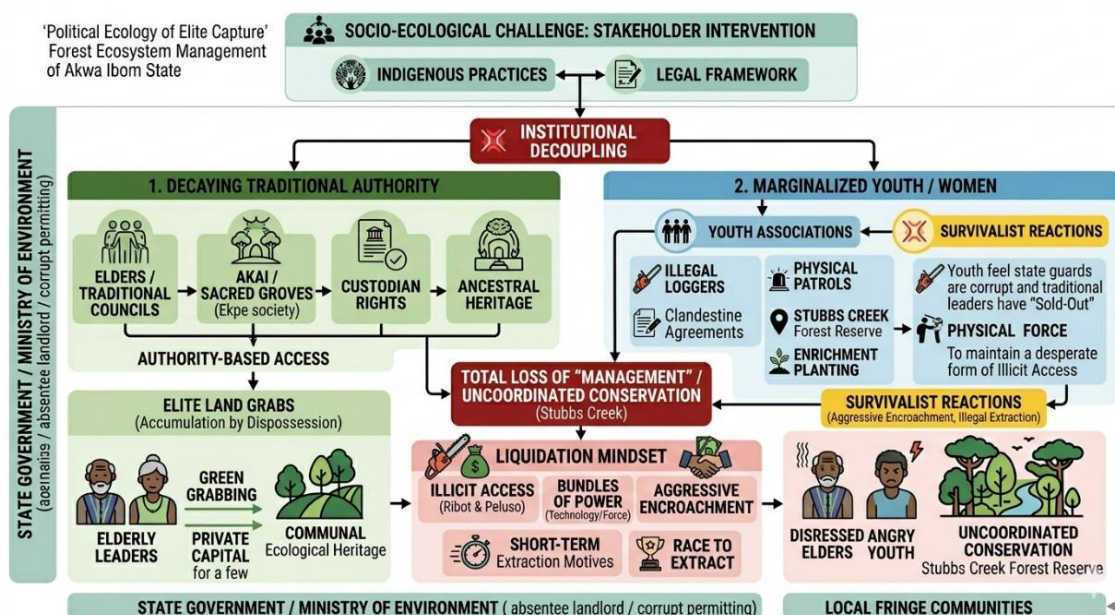 'Political Ecology of Elite Capture'
Forest Ecosystem Management
of Akwa Ibom State
SOCIO-ECOLOGICAL CHALLENGE: STAKEHOLDER INTERVENTION
INDIGENOUS PRACTICES
LEGAL FRAMEWORK
STATE GOVERNMENT / MINISTRY OF ENVIRONMENT
/ absentee landlord / corrupt permitting)
INSTITUTIONAL
DECOUPLING
1. DECAYING TRADITIONAL AUTHORITY
ELDERS /
TRADITIONAL
COUNCILS
AKAI /
SACRED GROVES
(Ekpe society)
CUSTODIAN
RIGHTS
ANCESTRAL
HERITAGE
AUTHORITY-BASED ACCESS
2. MARGINALIZED YOUTH / WOMEN
YOUTH ASSOCIATIONS
SURVIVALIST REACTIONS
ILLEGAL
LOGGERS
Clandestine
Agreements
PHYSICAL
PATROLS
STUBBS CREEK
Forest Reserve
ENRICHMENT
PLANTING
Youth feel state guards
are corrupt and traditional
leaders have "Sold-Out"
PHYSICAL FORCE
To maintain a desperate
form of Illicit Access
TOTAL LOSS OF "MANAGEMENT" /
UNCOORDINATED CONSERVATION
(Stubbs Creek)
SURVIVALIST REACTIONS
(Aggressive Encroachment, Illegal Extraction)
ELITE LAND GRABS
(Accumulation by Dispossession)
ELDERLY
LEADERS
GREEN
GRABBING
PRIVATE
CAPITAL
for a few
COMMUNAL
Ecological Heritage
LIQUIDATION MINDSET
ILLICIT ACCESS
(Ribot & Peluso)
BUNDLES
OF POWER
(Technology/Force)
AGGRESSIVE
ENCROACHMENT
SHORT-TERM
Extraction Motives
RACE TO
EXTRACT
DISRESSED
ELDERS
ANGRY
YOUTH
UNCOORDINATED
CONSERVATION
Stubbs Creek Forest Reserve
STATE GOVERNMENT / MINISTRY OF ENVIRONMENT ( absentee landlord / corrupt permitting)
LOCAL FRINGE COMMUNITIES